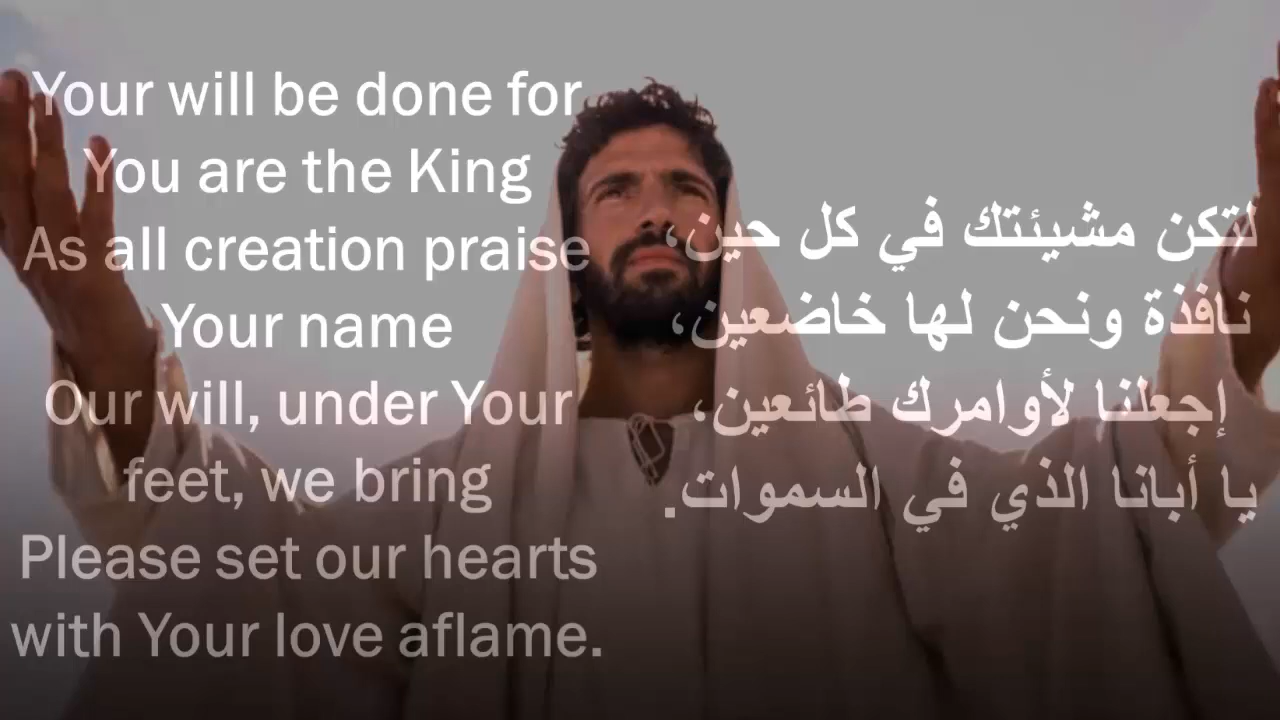 Your will be done for
You are the King
As all creation praise
Your name
Our will, under Your
feet, we bring
Please set our hearts
with Your love aflame.
لتكن مشيئتك في كل حين،
نافذة ونحن لها خاضعين،
إجعلنا لأوامرك طائعين،
يا أبانا الذي في السموات.